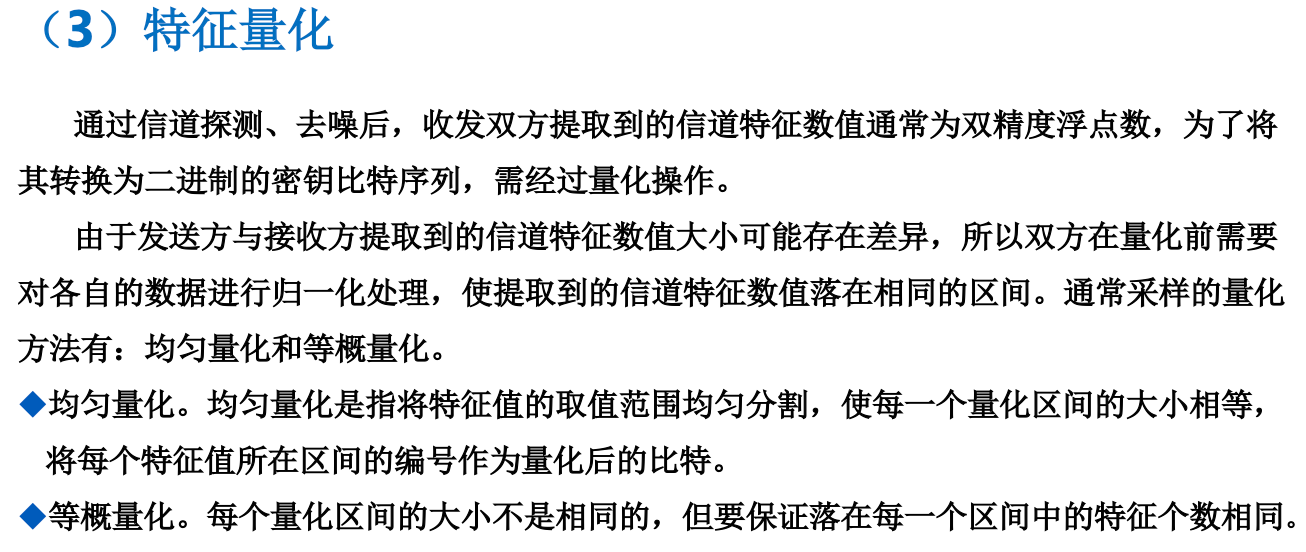 （3）特征量化
通过信道探测、去噪后，收发双方提取到的信道特征数值通常为双精度浮点数，为了将
其转换为二进制的密钥比特序列，需经过量化操作。
由于发送方与接收方提取到的信道特征数值大小可能存在差异，所以双方在量化前需要
对各自的数据进行归一化处理，使提取到的信道特征数值落在相同的区间。通常采样的量化
方法有：均匀量化和等概量化。
◆均匀量化。均匀量化是指将特征值的取值范围均匀分割，使每一个量化区间的大小相等，
将每个特征值所在区间的编号作为量化后的比特。
◆等概量化。每个量化区间的大小不是相同的，但要保证落在每一个区间中的特征个数相同。